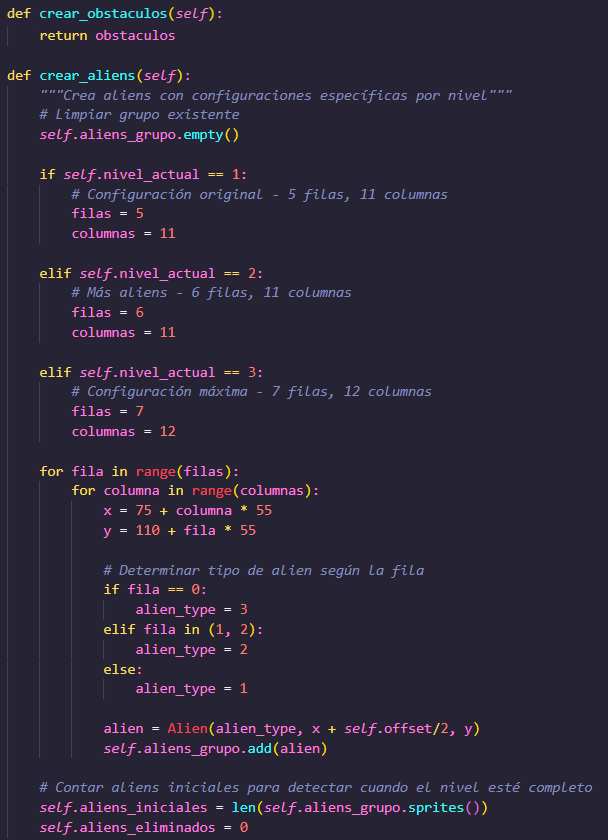 def crear_obstaculos(self):
    return obstaculos

def crear_aliens(self):
    """Crea aliens con configuraciones específicas por nivel"""
    # Limpiar grupo existente
    self.aliens_grupo.empty()

    if self.nivel_actual == 1:
        # Configuración original - 5 filas, 11 columnas
        filas = 5
        columnas = 11

    elif self.nivel_actual == 2:
        # Más aliens - 6 filas, 11 columnas
        filas = 6
        columnas = 11

    elif self.nivel_actual == 3:
        # Configuración máxima - 7 filas, 12 columnas
        filas = 7
        columnas = 12

    for fila in range(filas):
        for columna in range(columnas):
            x = 75 + columna * 55
            y = 110 + fila * 55

            # Determinar tipo de alien según la fila
            if fila == 0:
                alien_type = 3
            elif fila in (1, 2):
                alien_type = 2
            else:
                alien_type = 1

            alien = Alien(alien_type, x + self.offset/2, y)
            self.aliens_grupo.add(alien)

    # Contar aliens iniciales para detectar cuando el nivel esté completo
    self.aliens_iniciales = len(self.aliens_grupo.sprites())
    self.aliens_eliminados = 0